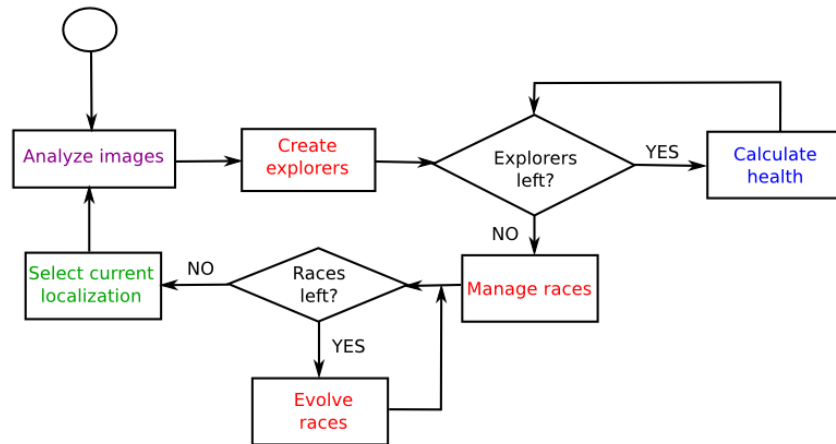 Analyze images
Create
explorers
Explorers
left?
YES
Calculate
health
NO
Manage races
Races
left?
NO
Select current
localization
YES
Evolve
races